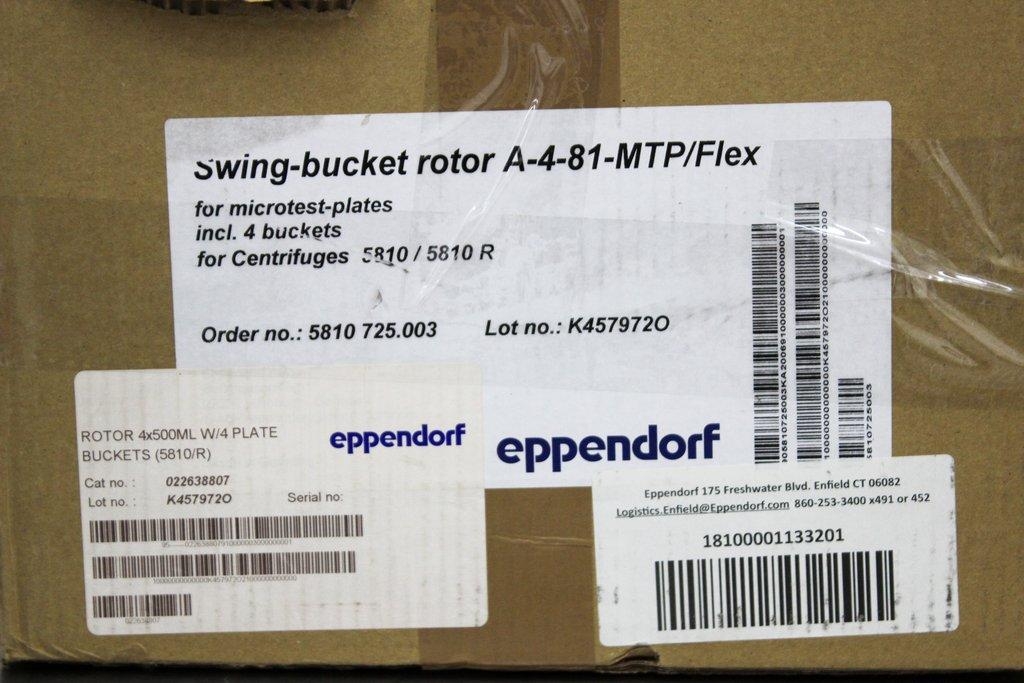 Swing-bucket rotor A-4-81-MTP/Flex
for microtest-plates
incl. 4 buckets
for Centrifuges 5810 / 5810 R
Order no.: 5810 725.003 Lot no.: K457972O
eppendorf
ROTOR 4x500ML W/4 PLATE
BUCKETS (5810/R)
eppendorf
Cat no. : 022638807
Lot no. : K457972O Serial no:
022638807
5810725003
Eppendorf 175 Freshwater Blvd. Enfield CT 06082
Logistics.Enfield@Eppendorf.com 860-253-3400 x491 or 452
18100001133201